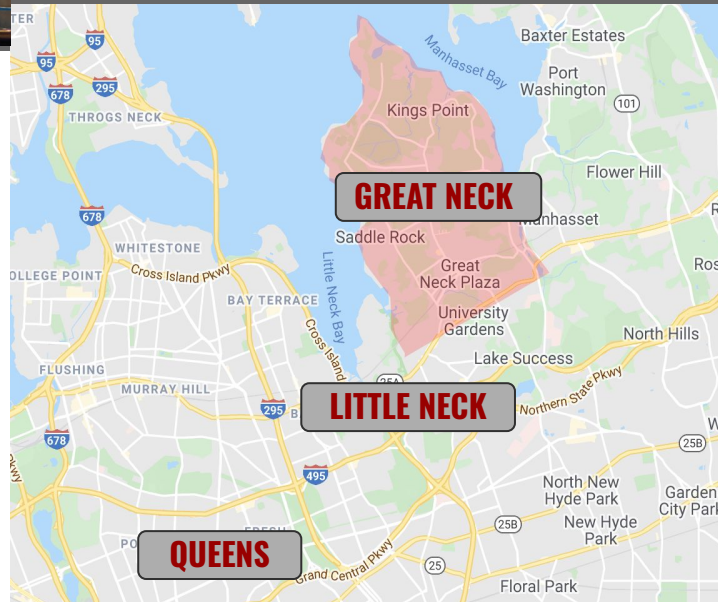 TER
95
95
Baxter Estates
Manhasset Bay
Port
Washington
295
678
101
Kings Point
THROGS NECK
Flower Hill
GREAT NECK
678
Manhasset
Saddle Rock
WHITESTONE
Little Neck Bay
Great
Neck Plaza
Ros
OLLEGE POINT
Cross Island Pkwy
BAY TERRACE
University
Gardens
Cross Island
North Hills
Lake Success
FLUSHING
25A
MURRAY HILL
Northern State Pkwy
LITTLE NECK
295
B
678
25B
495
Pkwy
North New
Hyde Park
Garden
City Park
25B
New Hyde
Park
FRESH
PO
QUEENS
Grand Central Pkwy
25
Floral Park